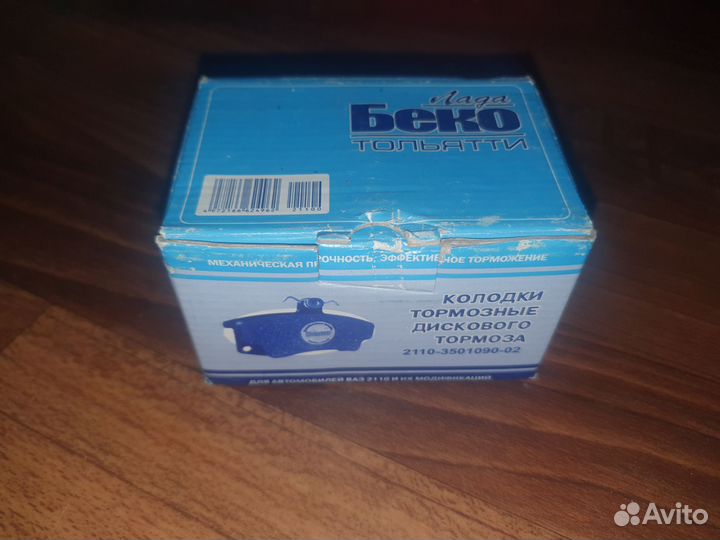 Лада
Беко
ТОЛЬЯТТИ
21100
МЕХАНИЧЕСКАЯ ПРОЧНОСТЬ, ЭФФЕКТИВНОЕ ТОРМОЖЕНИЕ
КОЛОДКИ
ТОРМОЗНЫЕ
ДИСКОВОГО
ТОРМОЗА
2110-3501090-02
ДЛЯ АВТОМОБИЛЕЙ ВАЗ 2110 И ИХ МОДИФИКАЦИЙ
Avito